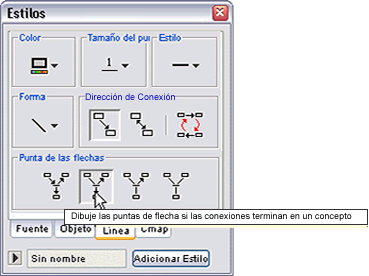 Estilos
Color
Tamaño del pur
Estilo
1
Forma
Dirección de Conexión
Punta de las flechas
Dibuje las puntas de flecha si las conexiones terminan en un concepto
Fuente
Objeto
Línea
Cmap
Sin nombre
Adicionar Estilo